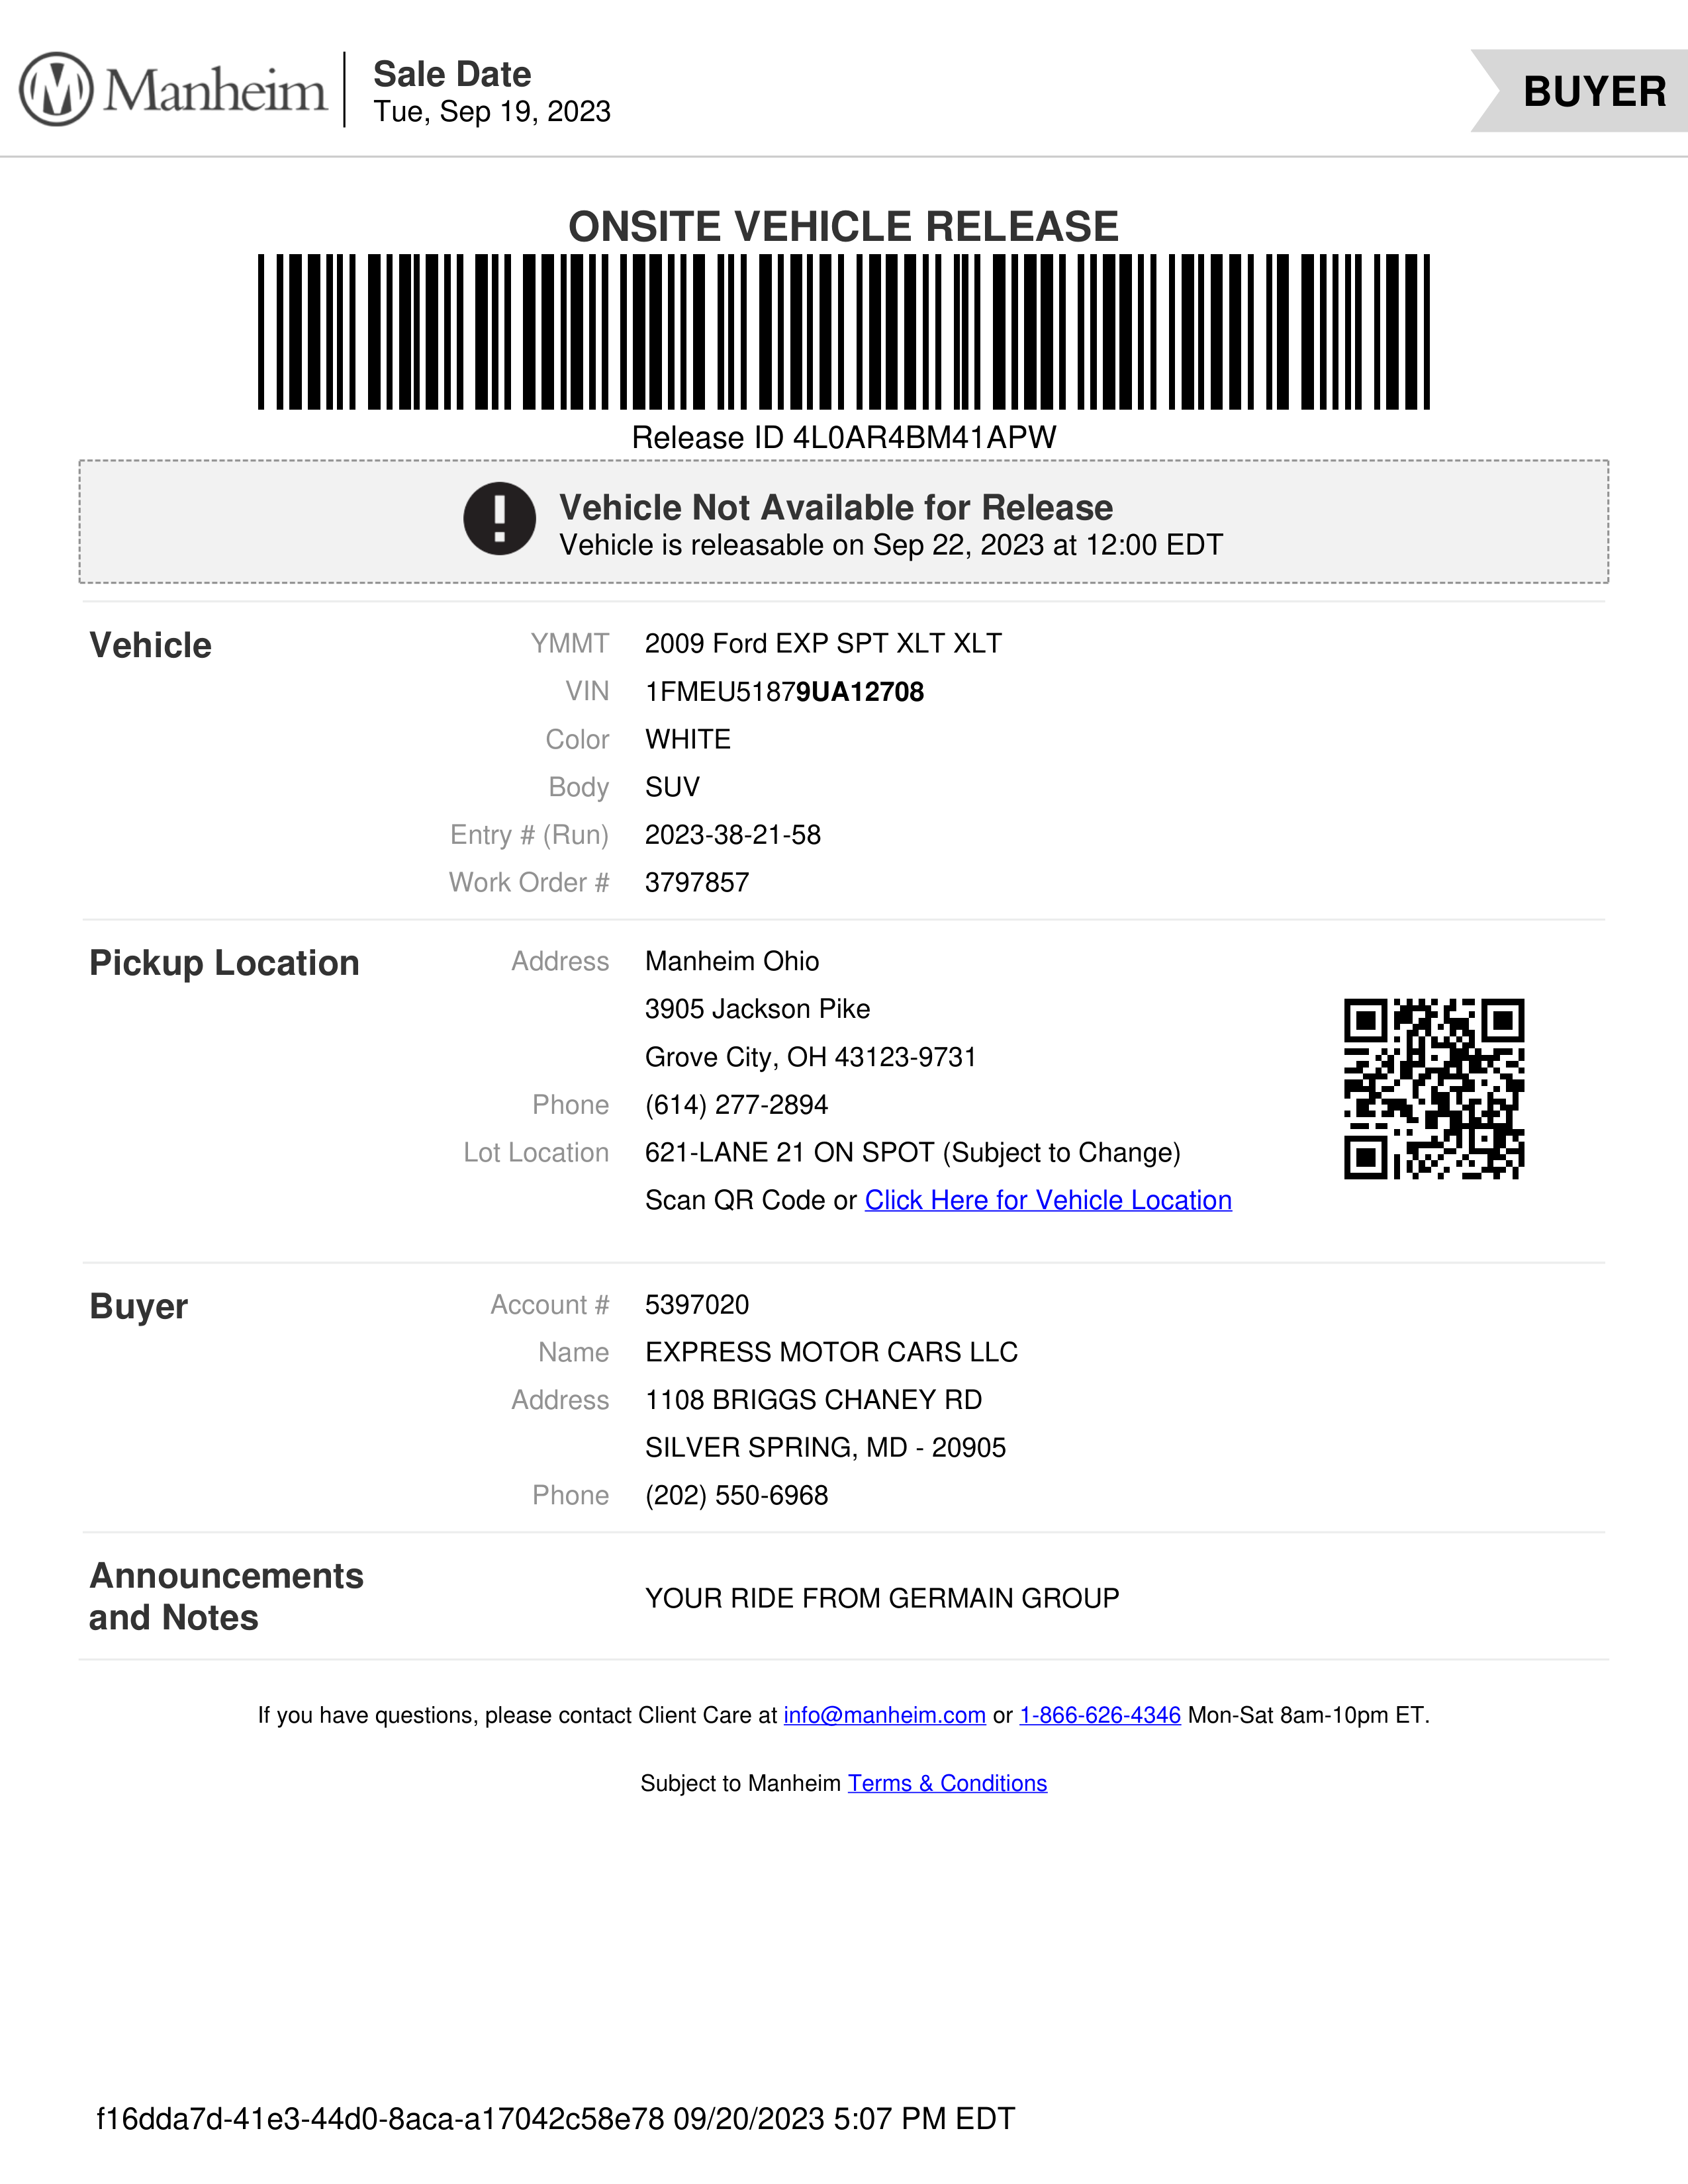 Manheim
Sale Date
Tue, Sep 19, 2023
BUYER
ONSITE VEHICLE RELEASE
Release ID 4L0AR4BM41APW
Vehicle Not Available for Release
Vehicle is releasable on Sep 22, 2023 at 12:00 EDT
Vehicle
YMMT 2009 Ford EXP SPT XLT XLT
VIN 1FMEU51879UA12708
Color WHITE
Body SUV
Entry # (Run) 2023-38-21-58
Work Order # 3797857
Pickup Location
Address Manheim Ohio
3905 Jackson Pike
Grove City, OH 43123-9731
Phone (614) 277-2894
Lot Location 621-LANE 21 ON SPOT (Subject to Change)
Scan QR Code or Click Here for Vehicle Location
Buyer
Account # 5397020
Name EXPRESS MOTOR CARS LLC
Address 1108 BRIGGS CHANEY RD
SILVER SPRING, MD - 20905
Phone (202) 550-6968
Announcements
and Notes
YOUR RIDE FROM GERMAIN GROUP
If you have questions, please contact Client Care at info@manheim.com or 1-866-626-4346 Mon-Sat 8am-10pm ET.
Subject to Manheim Terms & Conditions
f16dda7d-41e3-44d0-8aca-a17042c58e78 09/20/2023 5:07 PM EDT